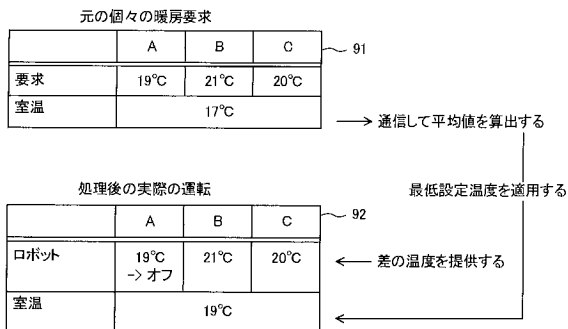 元の個々の暖房要求
A B C
91
要求 19℃ 21℃ 20℃
室温 17℃
通信して平均値を算出する
最低設定温度を適用する
処理後の実際の運転
A B C
92
ロボット 19℃ 21℃ 20℃
-> オフ
差の温度を提供する
室温 19℃